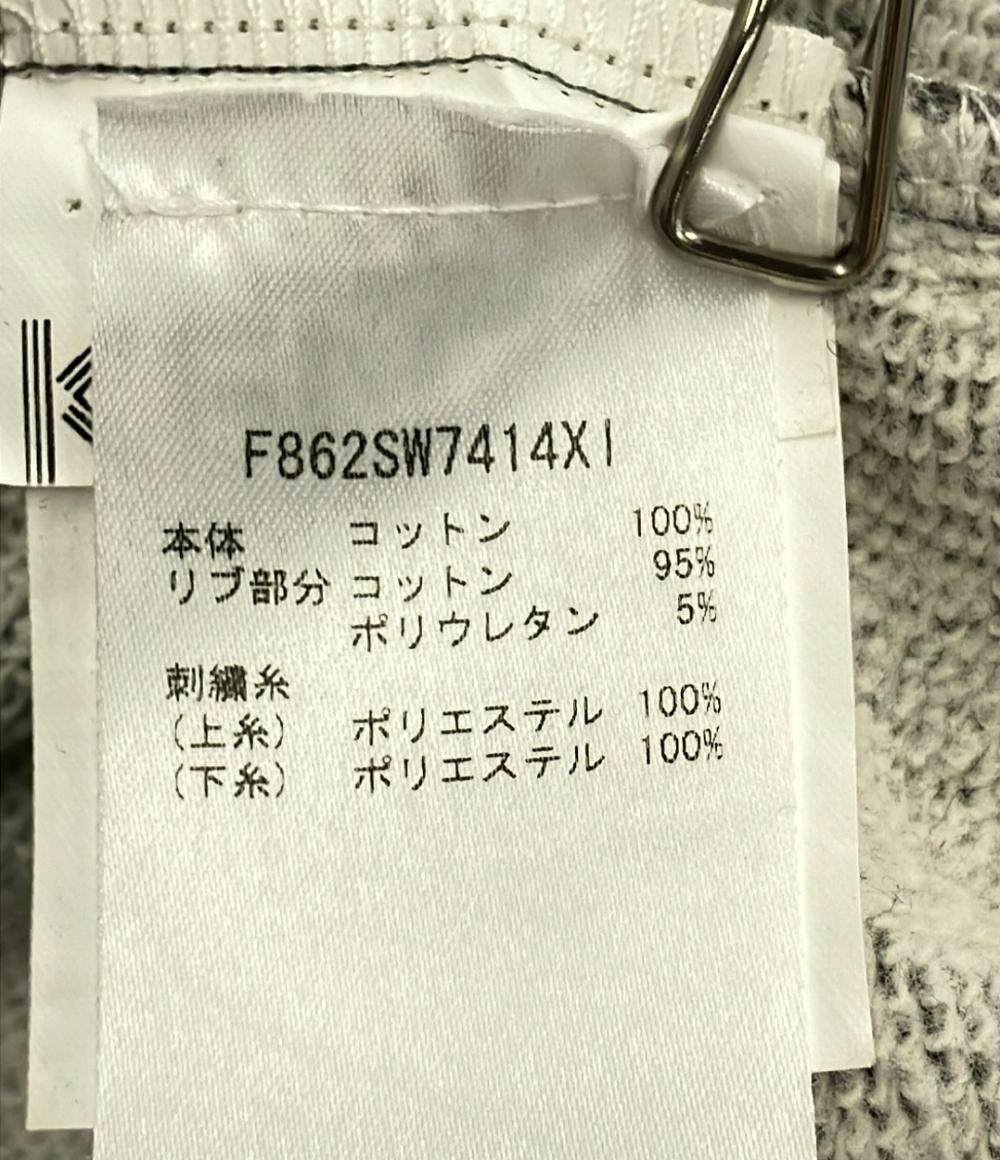 F862SW7414XI
本体 コットン 100%
リブ部分 コットン 95%
ポリウレタン 5%
刺繍糸
(上糸) ポリエステル 100%
(下糸) ポリエステル 100%